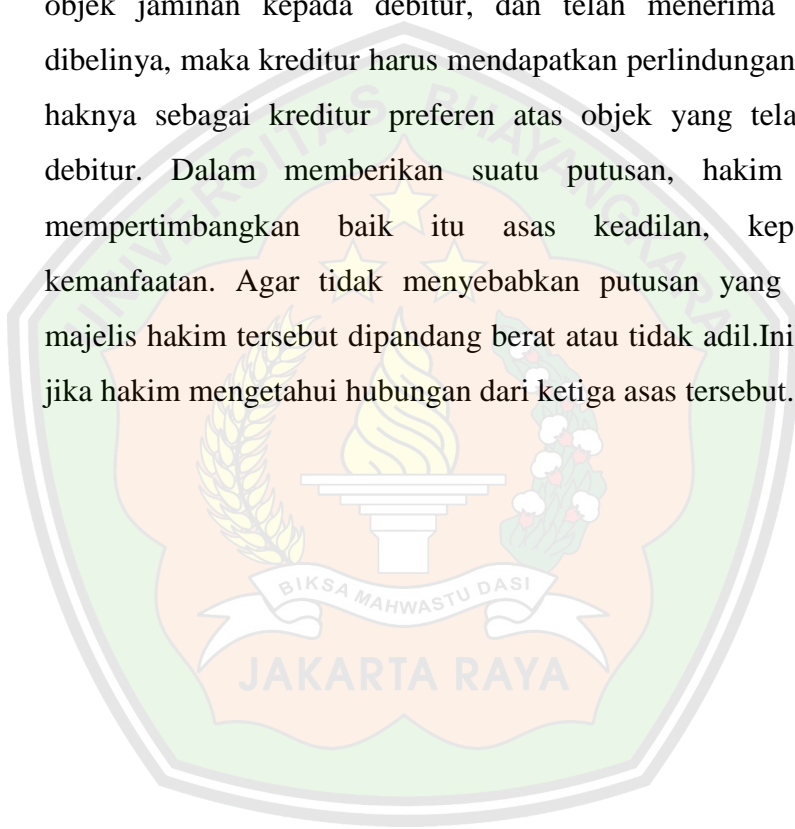 objek jaminan kepada debitur, dan telah menerima
dibelinya, maka kreditur harus mendapatkan perlindungan
haknya sebagai kreditur preferen atas objek yang
debitur. Dalam memberikan suatu putusan, hakim
mempertimbangkan baik itu asas keadilan,
kemanfaatan. Agar tidak menyebabkan putusan yang
majelis hakim tersebut dipandang berat atau tidak adil.Ini
jika hakim mengetahui hubungan dari ketiga asas tersebut.
UNIVERSITAS BHAYANGKARA
BIKSA MAHWASTU DASI
JAKARTA RAYA